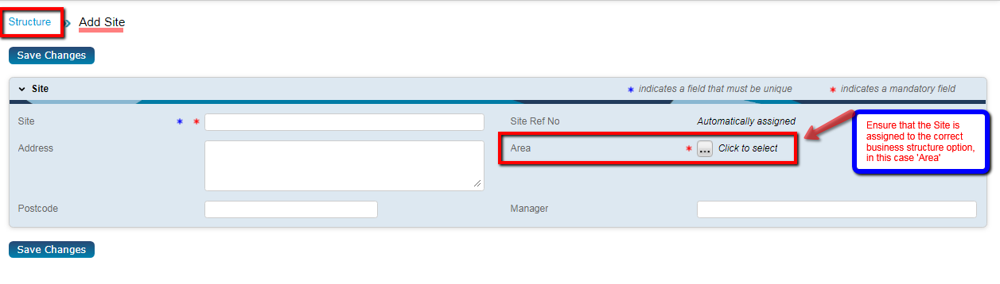 Structure » Add Site
Save Changes
Site * indicates a field that must be unique * indicates a mandatory field
Site * * Site Ref No Automatically assigned
Address Area * ... Click to select
Ensure that the Site is
assigned to the correct
business structure option,
in this case 'Area'
Postcode Manager
Save Changes